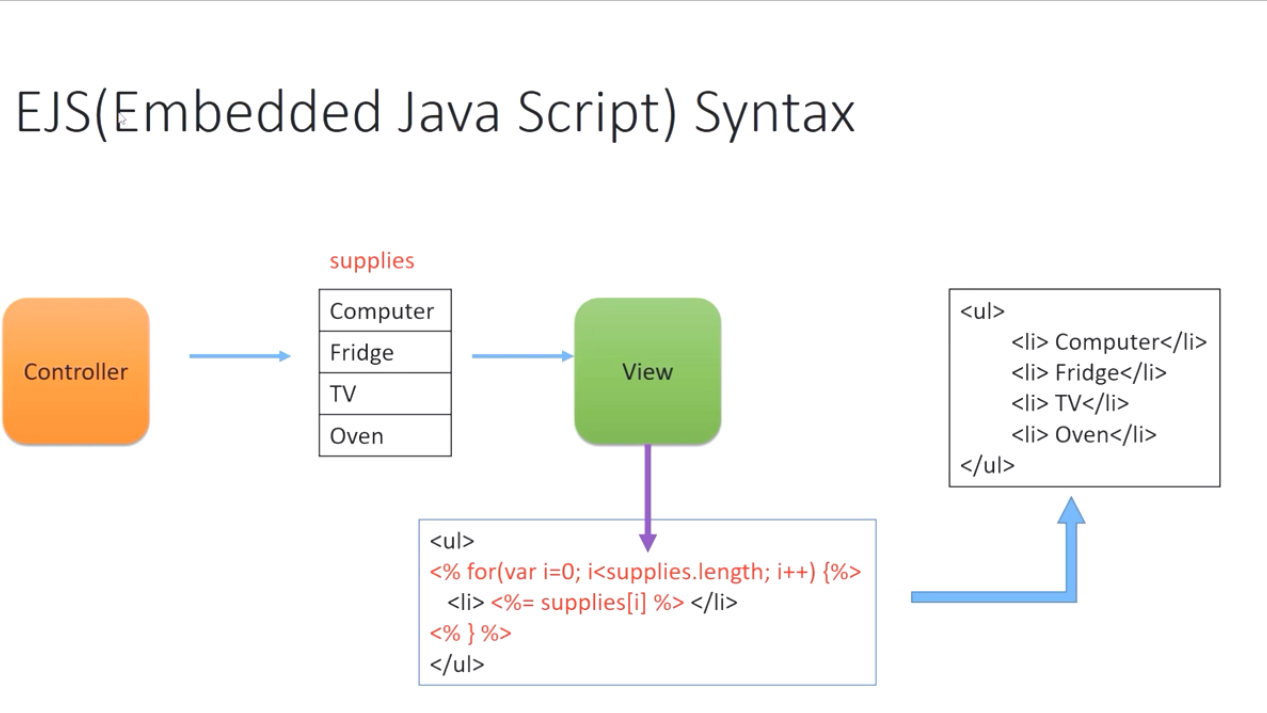 EJS(Embedded Java Script) Syntax
Controller
supplies
Computer
Fridge
TV
Oven
View
<ul>
<% for(var i=0; i<supplies.length; i++) {%>
<li> <%= supplies[i] %> </li>
<% } %>
</ul>
<ul>
<li> Computer</li>
<li> Fridge</li>
<li> TV</li>
<li> Oven</li>
</ul>